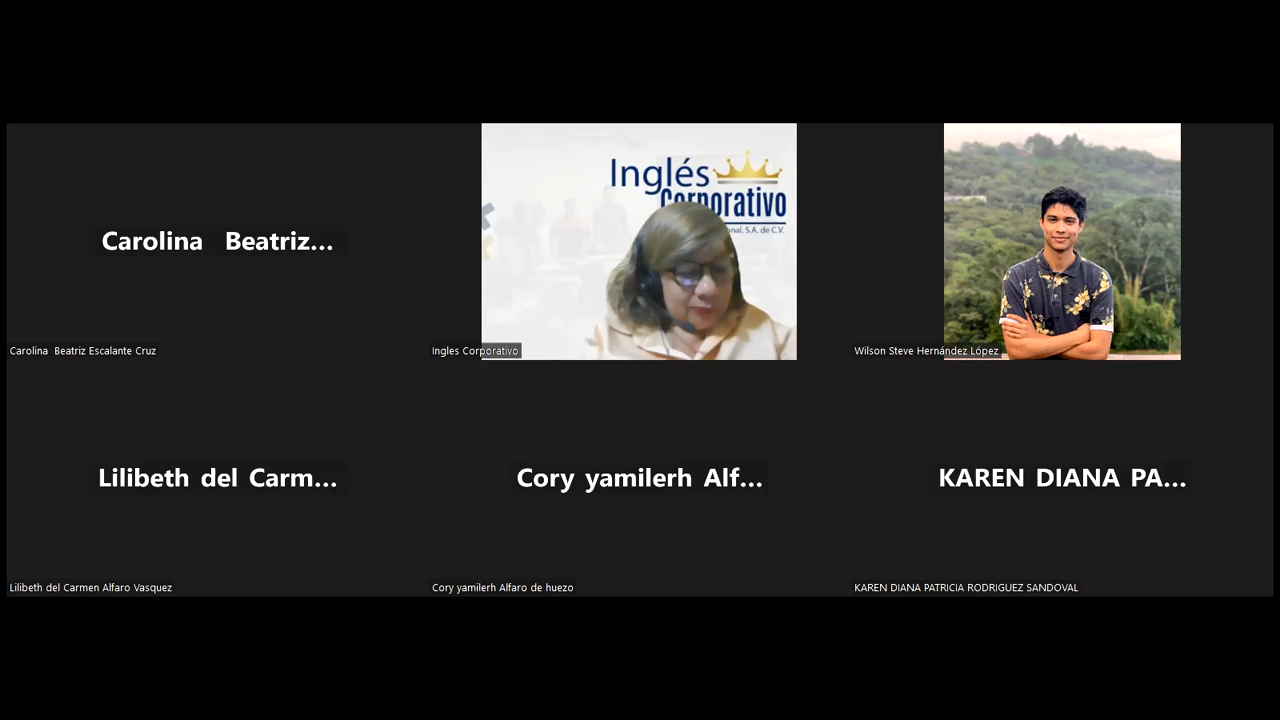 Carolina Beatriz...
Carolina Beatriz Escalante Cruz
Inglés
Corporativo
nal, S.A. de C.V.
Ingles Corporativo
Wilson Steve Hernández López
Lilibeth del Carm...
Lilibeth del Carmen Alfaro Vasquez
Cory yamilerh Alf...
Cory yamilerh Alfaro de huezo
KAREN DIANA PA...
KAREN DIANA PATRICIA RODRIGUEZ SANDOVAL